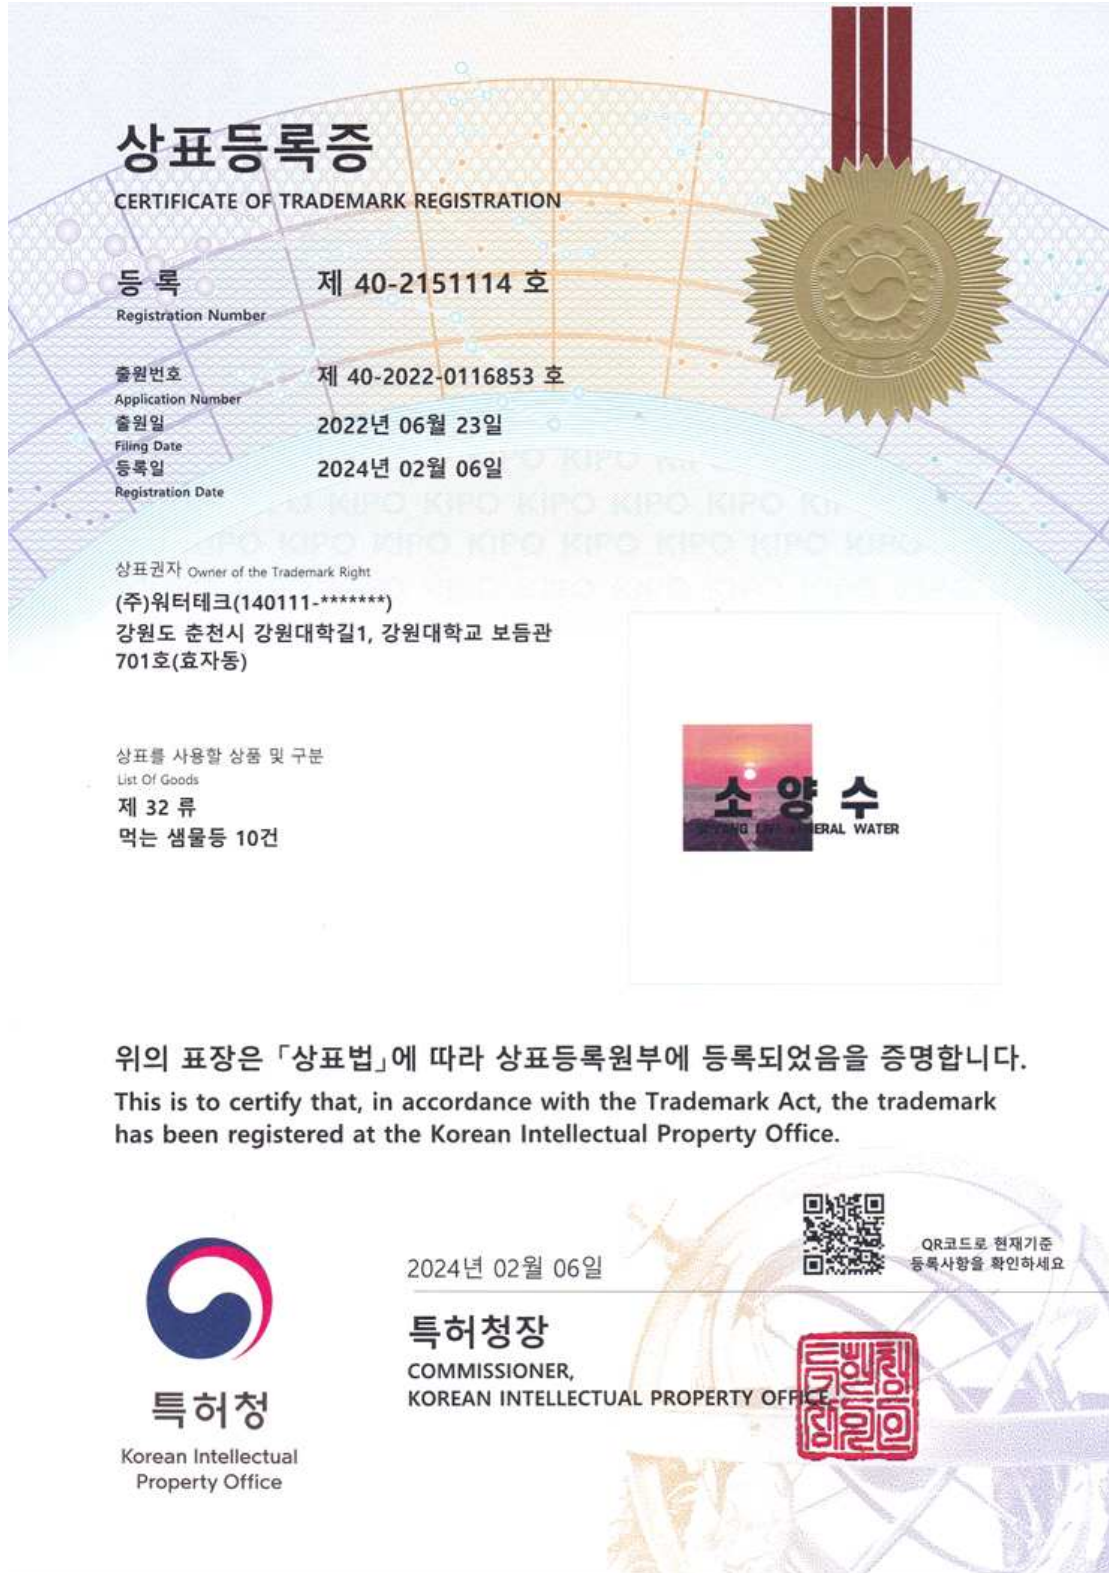 상표등록증
CERTIFICATE OF TRADEMARK REGISTRATION
등 록
제 40-2151114 호
Registration Number
출원번호
제 40-2022-0116853 호
Application Number
출원일
2022년 06월 23일
Filing Date
등록일
2024년 02월 06일
Registration Date
KIPO KIPO KIPO KIPO KIPO
KIPO KIPO KIPO KIPO KIPO KIPO
상표권자 Owner of the Trademark Right
(주)워터테크(140111-*******)
강원도 춘천시 강원대학길1, 강원대학교 보듬관
701호(효자동)
상표를 사용할 상품 및 구분
List Of Goods
제 32 류
먹는 샘물등 10건
소양수
WATER
위의 표장은 「상표법」에 따라 상표등록원부에 등록되었음을 증명합니다.
This is to certify that, in accordance with the Trademark Act, the trademark
has been registered at the Korean Intellectual Property Office.
QR코드로 현재기준
등록사항을 확인하세요
2024년 02월 06일
특허청장
COMMISSIONER,
KOREAN INTELLECTUAL PROPERTY OFFICE
특허청
Korean Intellectual
Property Office